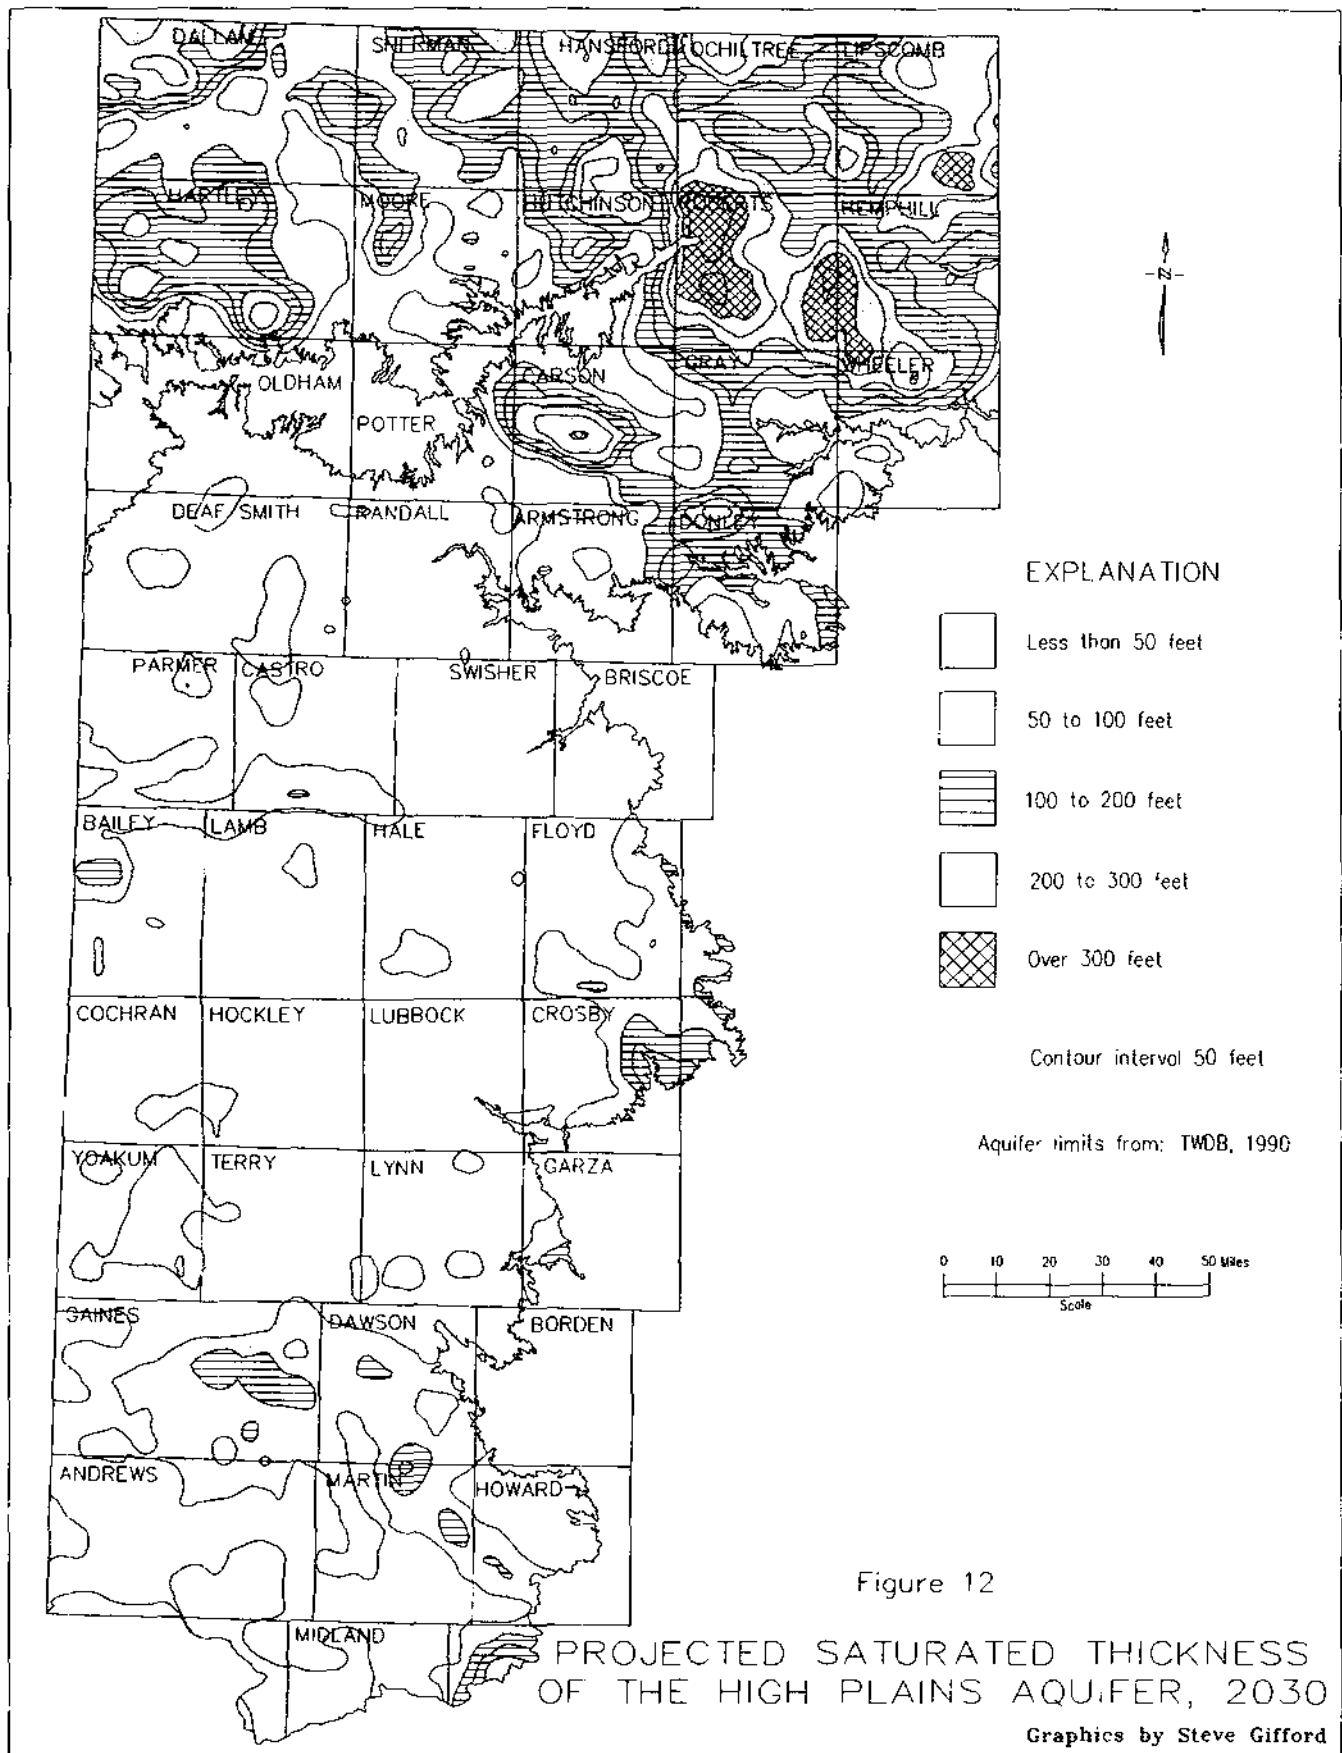 DALLAM
SHERMAN
HANSFORD
OCHILTREE
LIPSCOMB
HARTLEY
MOORE
HUTCHINSON
ROBERTS
HEMPHILL
-N-
OLDHAM
POTTER
CARSON
GRAY
WHEELER
DEAF SMITH
RANDALL
ARMSTRONG
DONLEY
PARMER
CASTRO
SWISHER
BRISCOE
BAILEY
LAMB
HALE
FLOYD
COCHRAN
HOCKLEY
LUBBOCK
CROSBY
YOAKUM
TERRY
LYNN
GARZA
GAINES
DAWSON
BORDEN
ANDREWS
MARTIN
HOWARD
MIDLAND
EXPLANATION
Less than 50 feet
50 to 100 feet
100 to 200 feet
200 to 300 feet
Over 300 feet
Contour interval 50 feet
Aquifer limits from: TWDB, 1990
0 10 20 30 40 50 Miles
Scale
Figure 12
PROJECTED SATURATED THICKNESS
OF THE HIGH PLAINS AQUIFER, 2030
Graphics by Steve Gifford